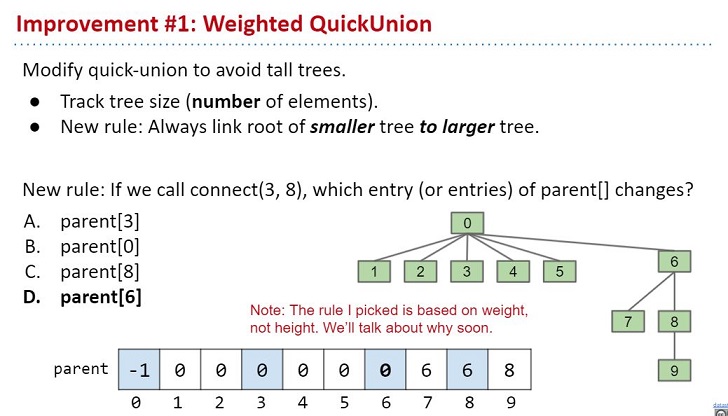 Improvement #1: Weighted QuickUnion
Modify quick-union to avoid tall trees.
● Track tree size (number of elements).
● New rule: Always link root of smaller tree to larger tree.
New rule: If we call connect(3, 8), which entry (or entries) of parent[] changes?
A. parent[3]
B. parent[0]
C. parent[8]
D. parent[6]
0
1 2 3 4 5
6
7 8
9
Note: The rule I picked is based on weight,
not height. We'll talk about why soon.
parent -1 0 0 0 0 0 0 6 6 8
0 1 2 3 4 5 6 7 8 9